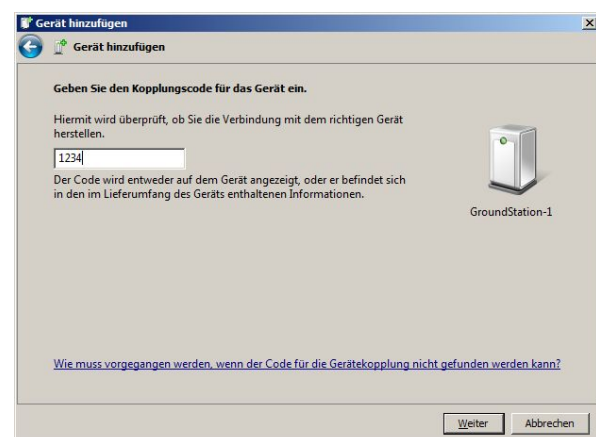 Gerät hinzufügen
Gerät hinzufügen
Geben Sie den Kopplungscode für das Gerät ein.
Hiermit wird überprüft, ob Sie die Verbindung mit dem richtigen Gerät
herstellen.
1234
Der Code wird entweder auf dem Gerät angezeigt, oder er befindet sich
in den im Lieferumfang des Geräts enthaltenen Informationen.
GroundStation-1
Wie muss vorgegangen werden, wenn der Code für die Gerätekopplung nicht gefunden werden kann?
Weiter Abbrechen